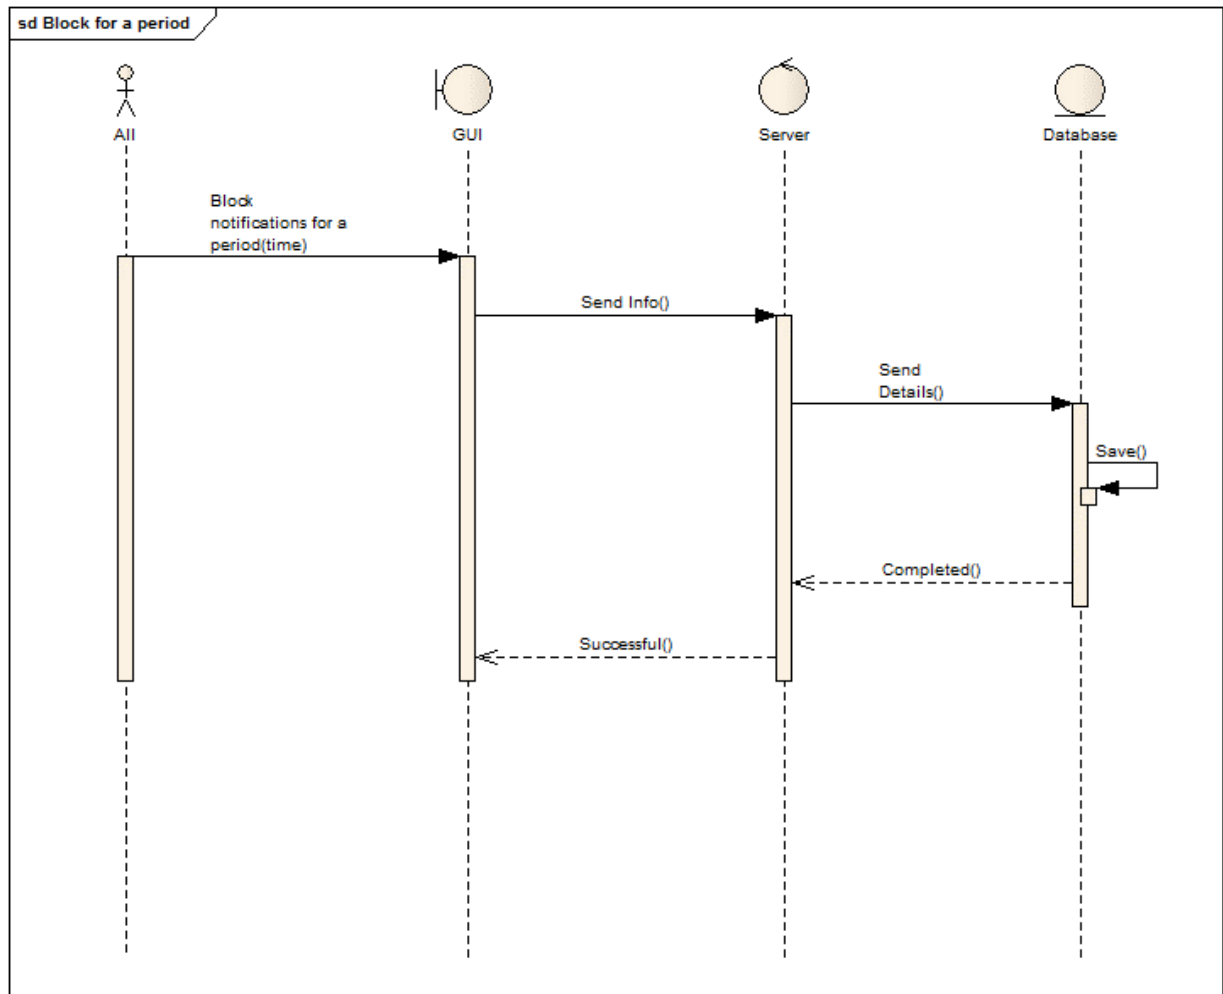 sd Block for a period
All
GUI
Server
Database
Block
notifications for a
period(time)
Send Info()
Send
Details()
Save()
Completed()
Successful()